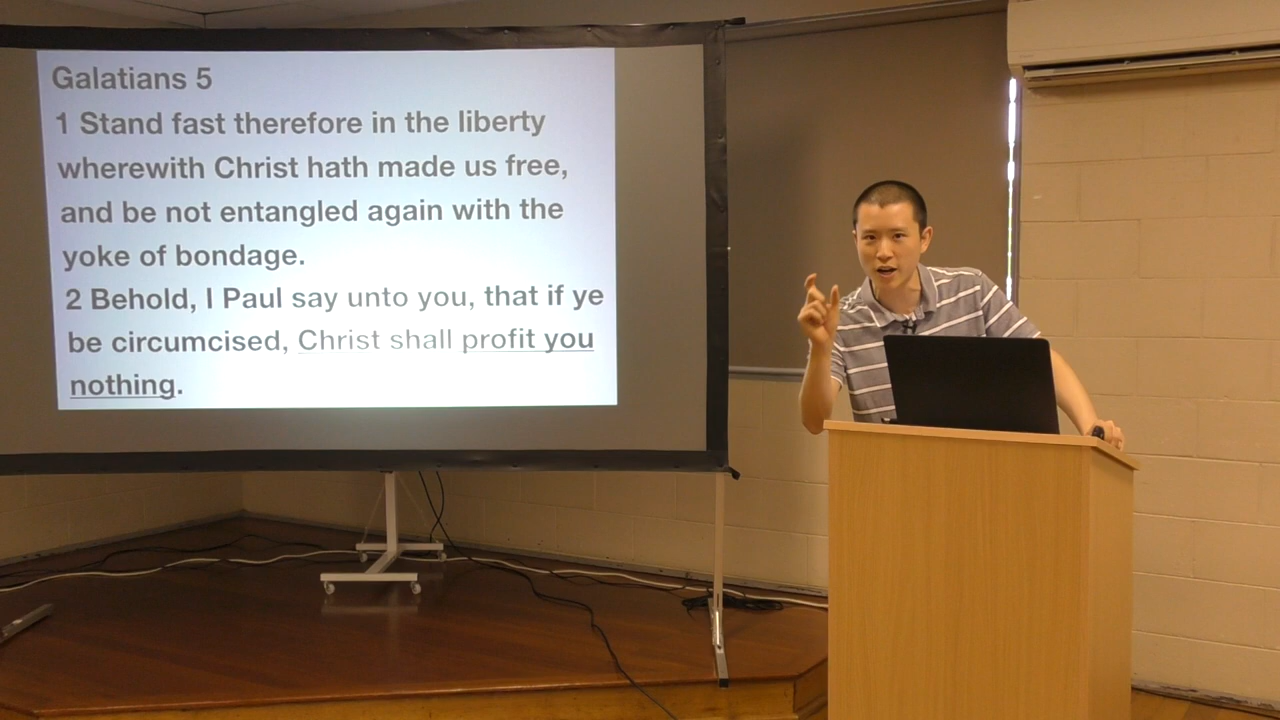 Galatians 5
1 Stand fast therefore in the liberty
wherewith Christ hath made us free,
and be not entangled again with the
yoke of bondage.
2 Behold, I Paul say unto you, that if ye
be circumcised, Christ shall profit you
nothing.